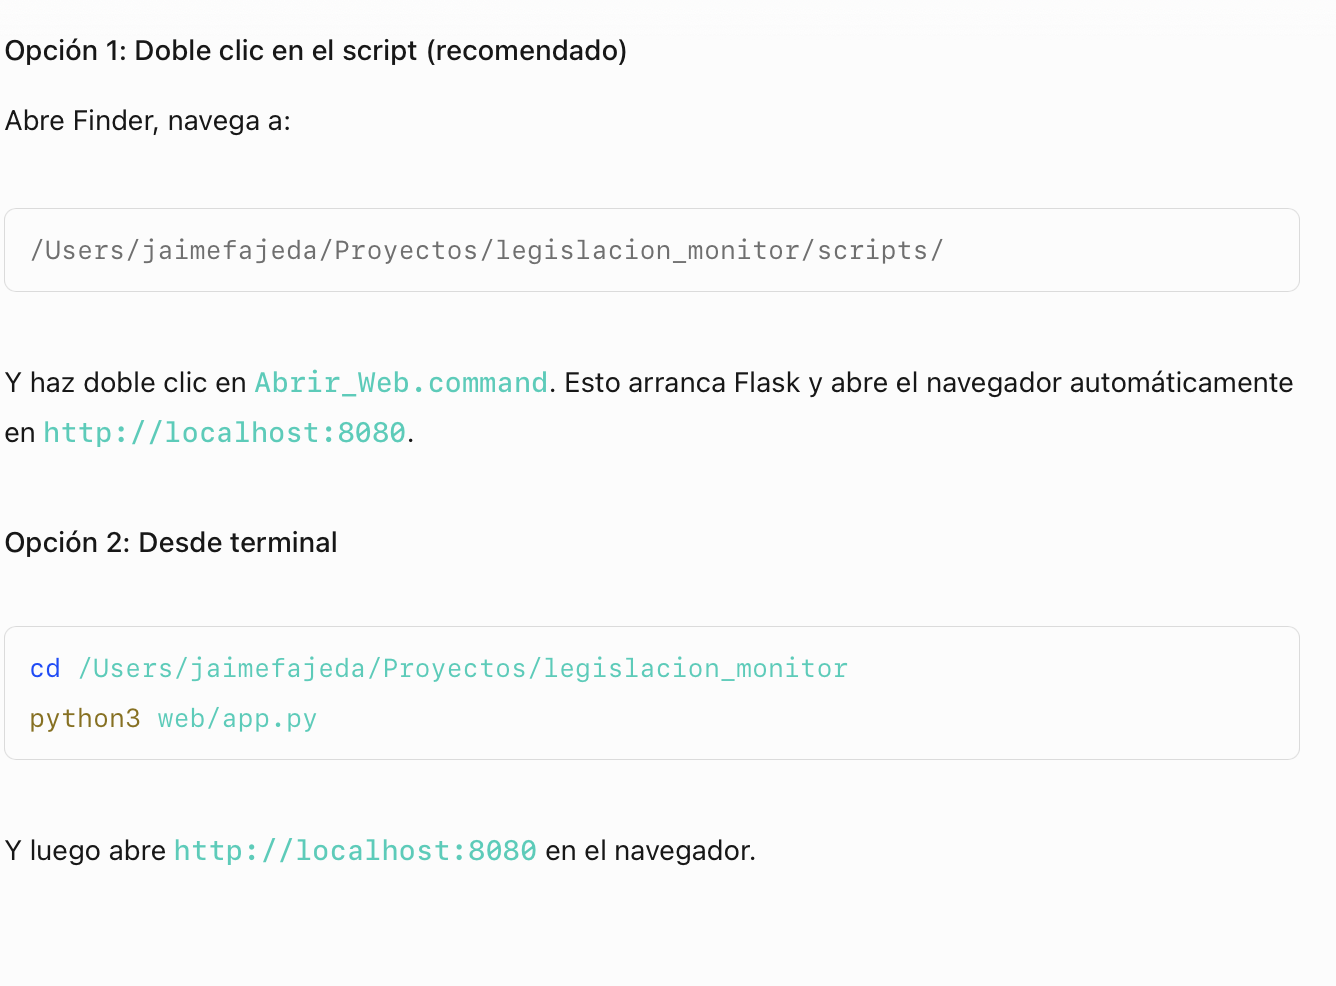 Opción 1: Doble clic en el script (recomendado)
Abre Finder, navega a:
/Users/jaimefajeda/Proyectos/legislacion_monitor/scripts/
Y haz doble clic en Abrir_Web.command. Esto arranca Flask y abre el navegador automáticamente
en http://localhost:8080.
Opción 2: Desde terminal
cd /Users/jaimefajeda/Proyectos/legislacion_monitor
python3 web/app.py
Y luego abre http://localhost:8080 en el navegador.